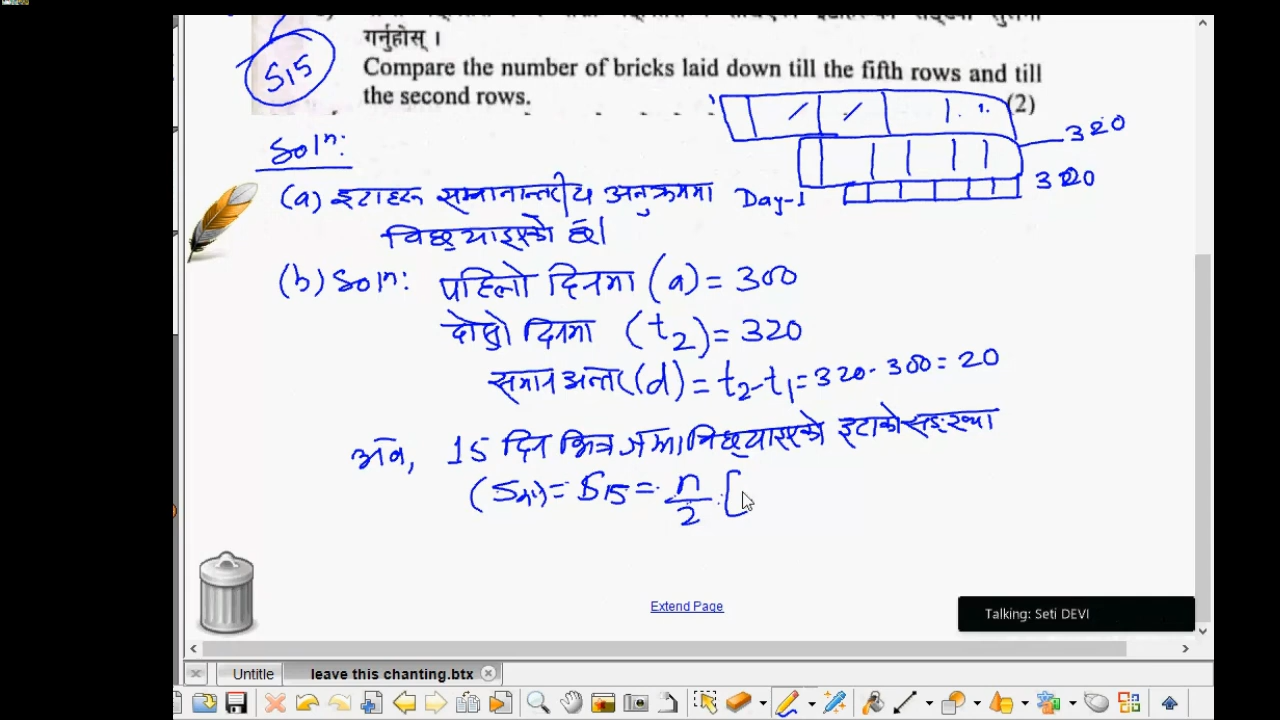 गर्नुहोस् ।
S15
Compare the number of bricks laid down till the fifth rows and till
the second rows. (2)
320
320
Soln:
(a) इटाहरू समानान्तरीय अनुक्रममा Day-1
बिछ्याइएको छ।
(b) Soln: पहिलो दिनमा (a) = 300
दोस्रो दिनमा (t2) = 320
समान अन्तर (d) = t2 - t1 = 320 - 300 = 20
अब, 15 दिन भित्र जम्मा बिछ्याइएको इटाको सङ्ख्या
(Sn) = S15 = n/2 [
Extend Page
Talking: Seti DEVI
Untitle
leave this chanting.btx